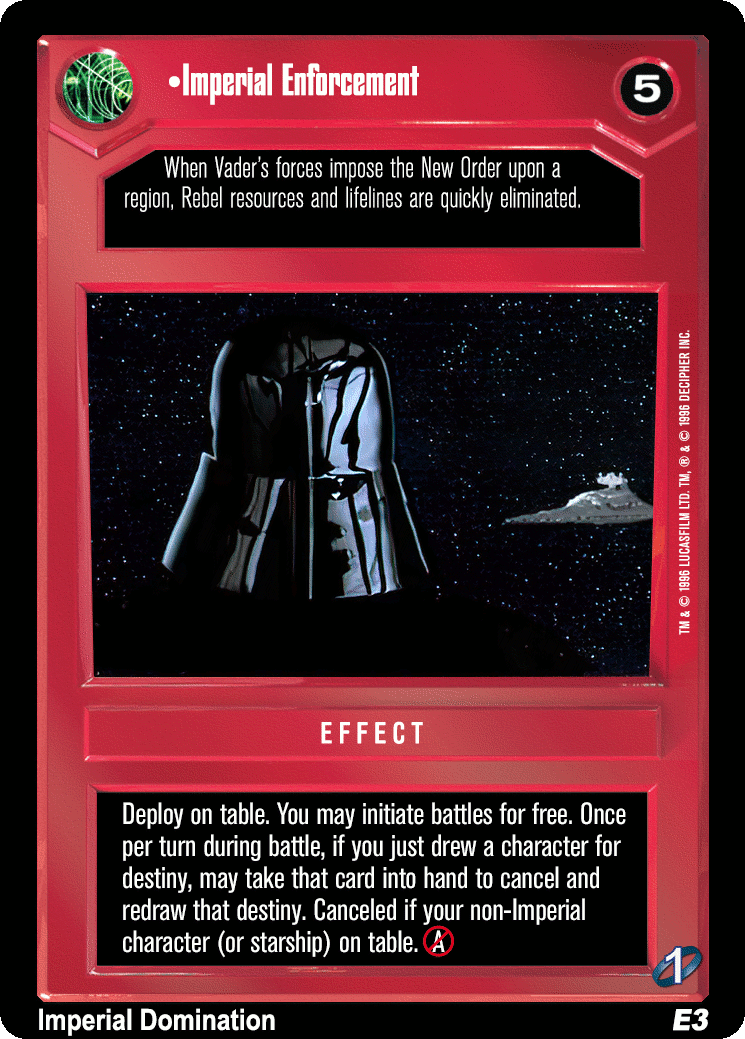 •Imperial Enforcement
5
When Vader's forces impose the New Order upon a
region, Rebel resources and lifelines are quickly eliminated.
TM & © 1996 LUCASFILM LTD. TM, ® & © 1996 DECIPHER INC.
EFFECT
Deploy on table. You may initiate battles for free. Once
per turn during battle, if you just drew a character for
destiny, may take that card into hand to cancel and
redraw that destiny. Canceled if your non-Imperial
character (or starship) on table. A
1
Imperial Domination
E3